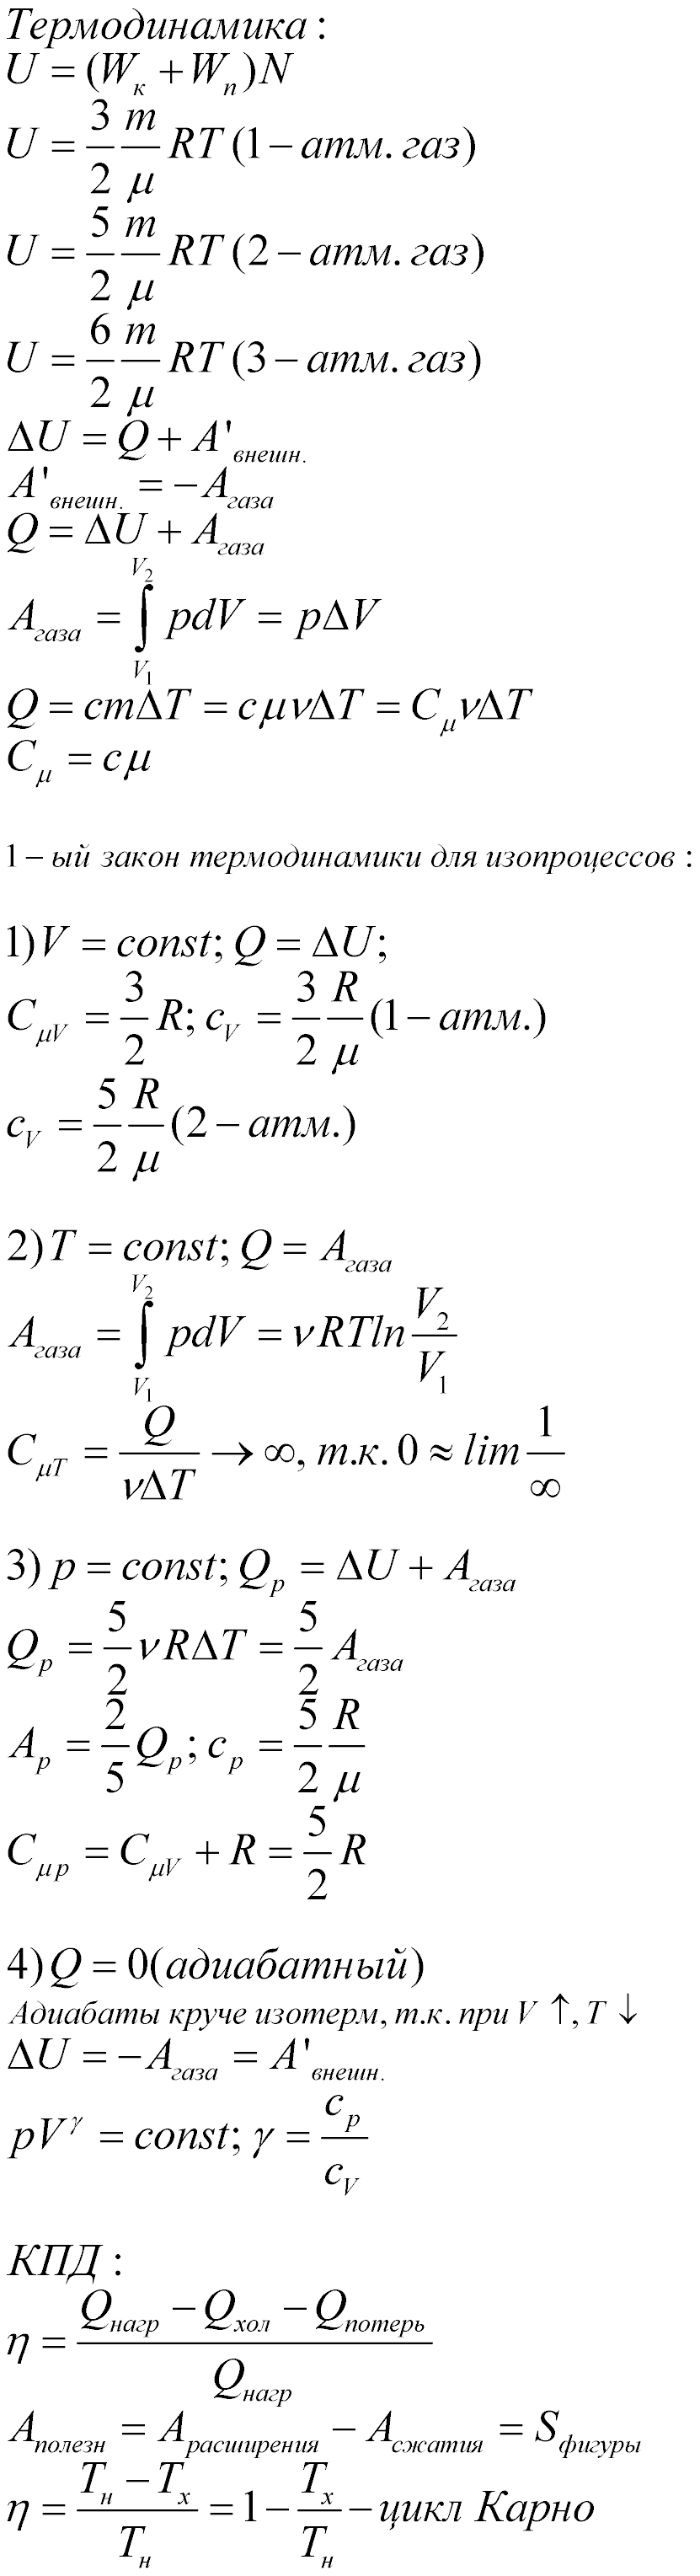 Термодинамика:
U = (Wк + Wп)N
U = 3/2 m/μ RT (1 − атм. газ)
U = 5/2 m/μ RT (2 − атм. газ)
U = 6/2 m/μ RT (3 − атм. газ)
ΔU = Q + A'внешн.
A'внешн. = −Aгаза
Q = ΔU + Aгаза
Aгаза = ∫V₁V₂ pdV = pΔV
Q = cmΔT = cμνΔT = Cμ νΔT
Cμ = cμ
1 − ый закон термодинамики для изопроцессов:
1) V = const; Q = ΔU;
CμV = 3/2 R; cV = 3/2 R/μ (1 − атм.)
cV = 5/2 R/μ (2 − атм.)
2) T = const; Q = Aгаза
Aгаза = ∫V₁V₂ pdV = νRTln V₂/V₁
CμT = Q/νΔT → ∞, т.к. 0 ≈ lim 1/∞
3) p = const; Qp = ΔU + Aгаза
Qp = 5/2 νRΔT = 5/2 Aгаза
Ap = 2/5 Qp; cp = 5/2 R/μ
Cμp = CμV + R = 5/2 R
4) Q = 0(адиабатный)
Адиабаты круче изотерм, т.к. при V ↑, T ↓
ΔU = −Aгаза = A'внешн.
pV^γ = const; γ = cp/cV
КПД:
η = Qнагр − Qхол − Qпотерь / Qнагр
Aполезн = Aрасширения − Aсжатия = Sфигуры
η = Tн − Tх / Tн = 1 − Tх/Tн − цикл Карно